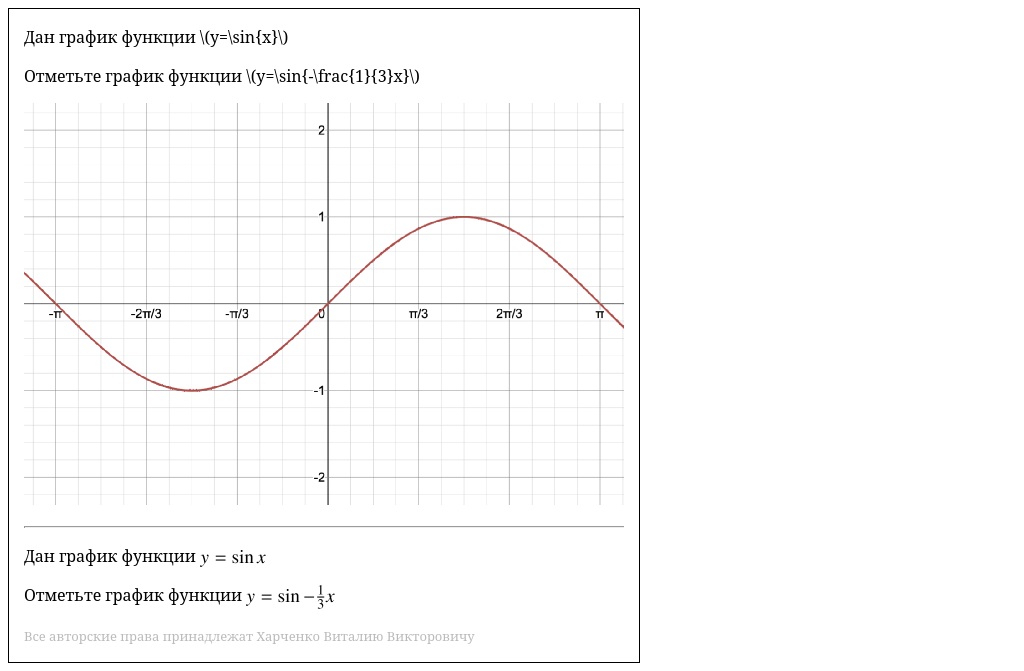 Дан график функции \(y=\sin{x}\)
Отметьте график функции \(y=\sin{-\frac{1}{3}x}\)
2
1
-π -2π/3 -π/3 0 π/3 2π/3 π
-1
-2
Дан график функции y = sin x
Отметьте график функции y = sin −1/3x
Все авторские права принадлежат Харченко Виталию Викторовичу